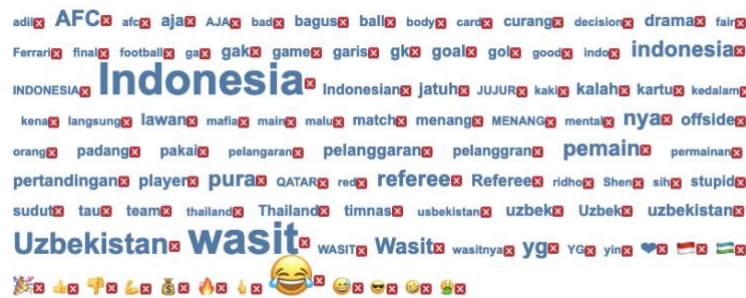 adil AFC afc aja AJA bad bagus ball body card curang decision drama fair
Ferrari final football ga gak game garis gk goal gol good indo indonesia
INDONESIA Indonesia Indonesian jatuh JUJUR kaki kalah kartu kedalam
kena langsung lawan mafia main malu match menang MENANG mental nya offside
orang padang pakai pelangaran pelanggaran pelanggran pemain permainan
pertandingan player pura QATAR red referee Referee ridho Shen sih stupid
sudut tau team thailand Thailand timnas usbekistan uzbek Uzbek uzbekistan
Uzbekistan wasit WASIT Wasit wasitnya yg YG yin ❤ 🇮🇩 🇺🇿
🎉 👍 👎 💪 💰 🔥 🖕 😂 😅 😎 🤣 🤮